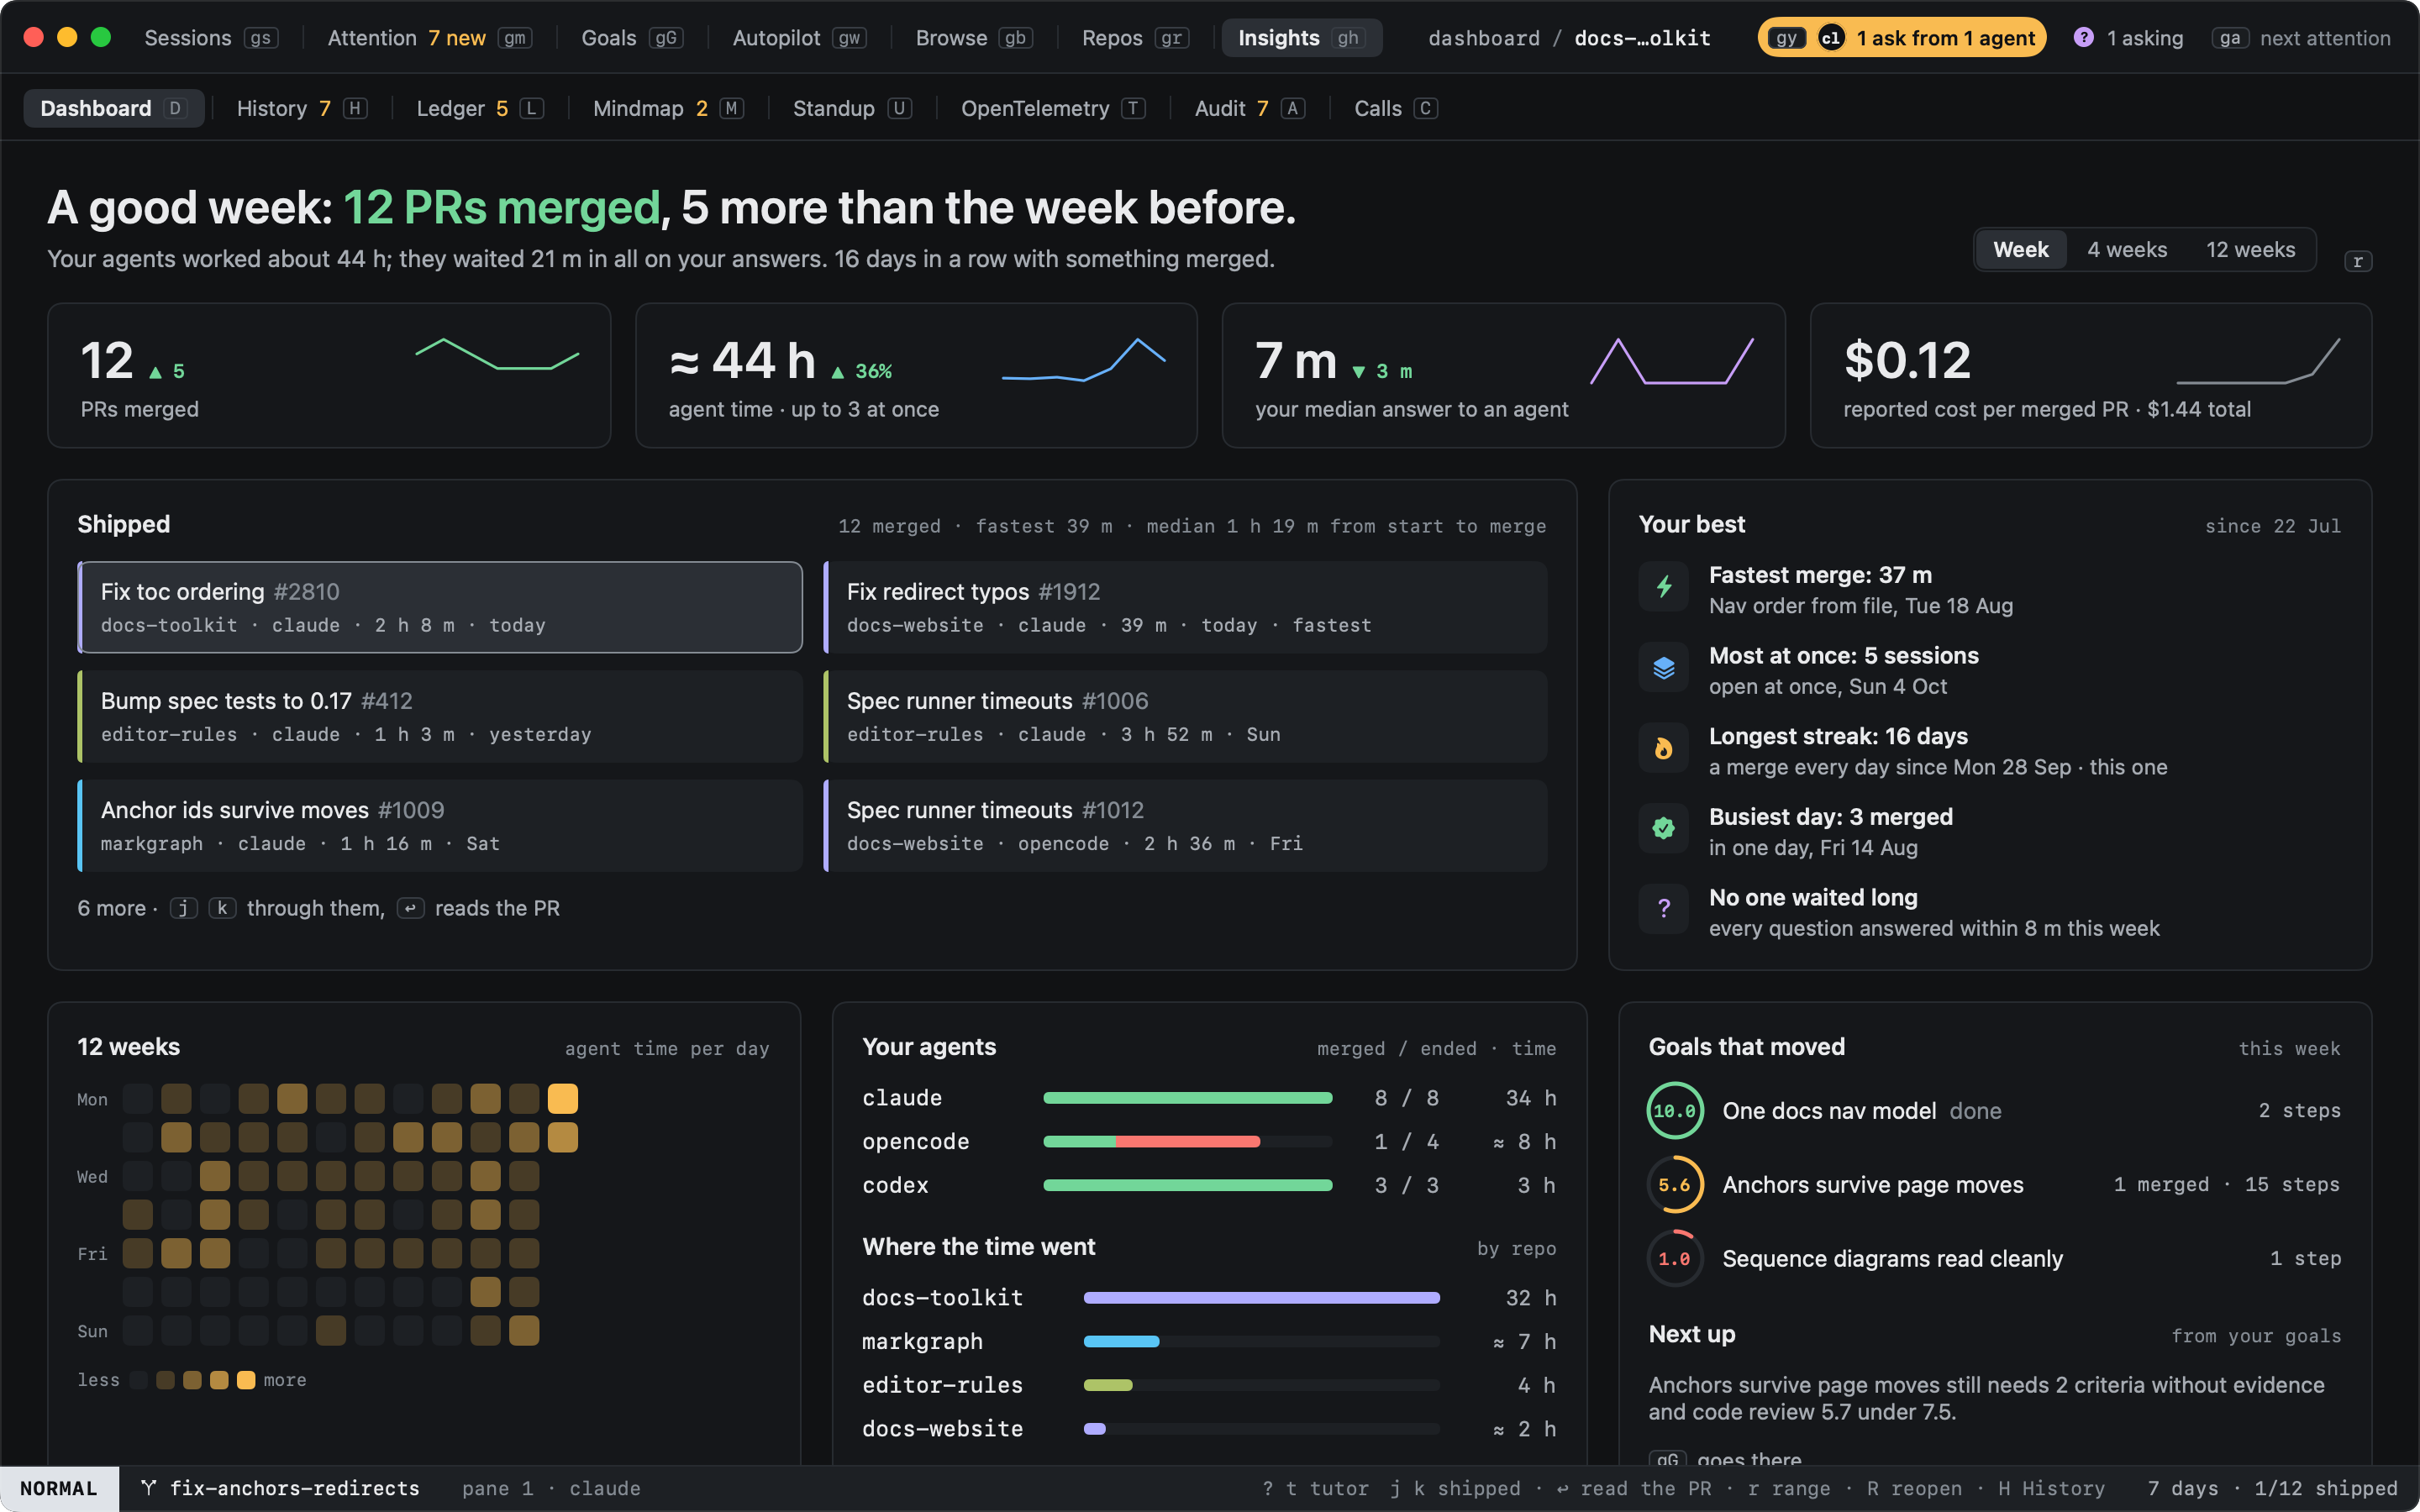 Sessions gs Attention 7 new gm Goals gG Autopilot gw Browse gb Repos gr Insights gh dashboard / docs-…olkit gy cl 1 ask from 1 agent ? 1 asking ga next attention
Dashboard D History 7 H Ledger 5 L Mindmap 2 M Standup U OpenTelemetry T Audit 7 A Calls C
A good week: 12 PRs merged, 5 more than the week before.
Your agents worked about 44 h; they waited 21 m in all on your answers. 16 days in a row with something merged.
Week 4 weeks 12 weeks r
12 ▲ 5
PRs merged
≈ 44 h ▲ 36%
agent time · up to 3 at once
7 m ▼ 3 m
your median answer to an agent
$0.12
reported cost per merged PR · $1.44 total
Shipped 12 merged · fastest 39 m · median 1 h 19 m from start to merge
Fix toc ordering #2810
docs-toolkit · claude · 2 h 8 m · today
Fix redirect typos #1912
docs-website · claude · 39 m · today · fastest
Bump spec tests to 0.17 #412
editor-rules · claude · 1 h 3 m · yesterday
Spec runner timeouts #1006
editor-rules · claude · 3 h 52 m · Sun
Anchor ids survive moves #1009
markgraph · claude · 1 h 16 m · Sat
Spec runner timeouts #1012
docs-website · opencode · 2 h 36 m · Fri
6 more · j k through them, ↩ reads the PR
Your best since 22 Jul
Fastest merge: 37 m
Nav order from file, Tue 18 Aug
Most at once: 5 sessions
open at once, Sun 4 Oct
Longest streak: 16 days
a merge every day since Mon 28 Sep · this one
Busiest day: 3 merged
in one day, Fri 14 Aug
?
No one waited long
every question answered within 8 m this week
12 weeks agent time per day
Mon
Wed
Fri
Sun
less more
Your agents merged / ended · time
claude 8 / 8 34 h
opencode 1 / 4 ≈ 8 h
codex 3 / 3 3 h
Where the time went by repo
docs-toolkit 32 h
markgraph ≈ 7 h
editor-rules 4 h
docs-website ≈ 2 h
Goals that moved this week
10.0 One docs nav model done 2 steps
5.6 Anchors survive page moves 1 merged · 15 steps
1.0 Sequence diagrams read cleanly 1 step
Next up from your goals
Anchors survive page moves still needs 2 criteria without evidence
and code review 5.7 under 7.5.
gG goes there
NORMAL fix-anchors-redirects pane 1 · claude ? t tutor j k shipped · ↩ read the PR · r range · R reopen · H History 7 days · 1/12 shipped